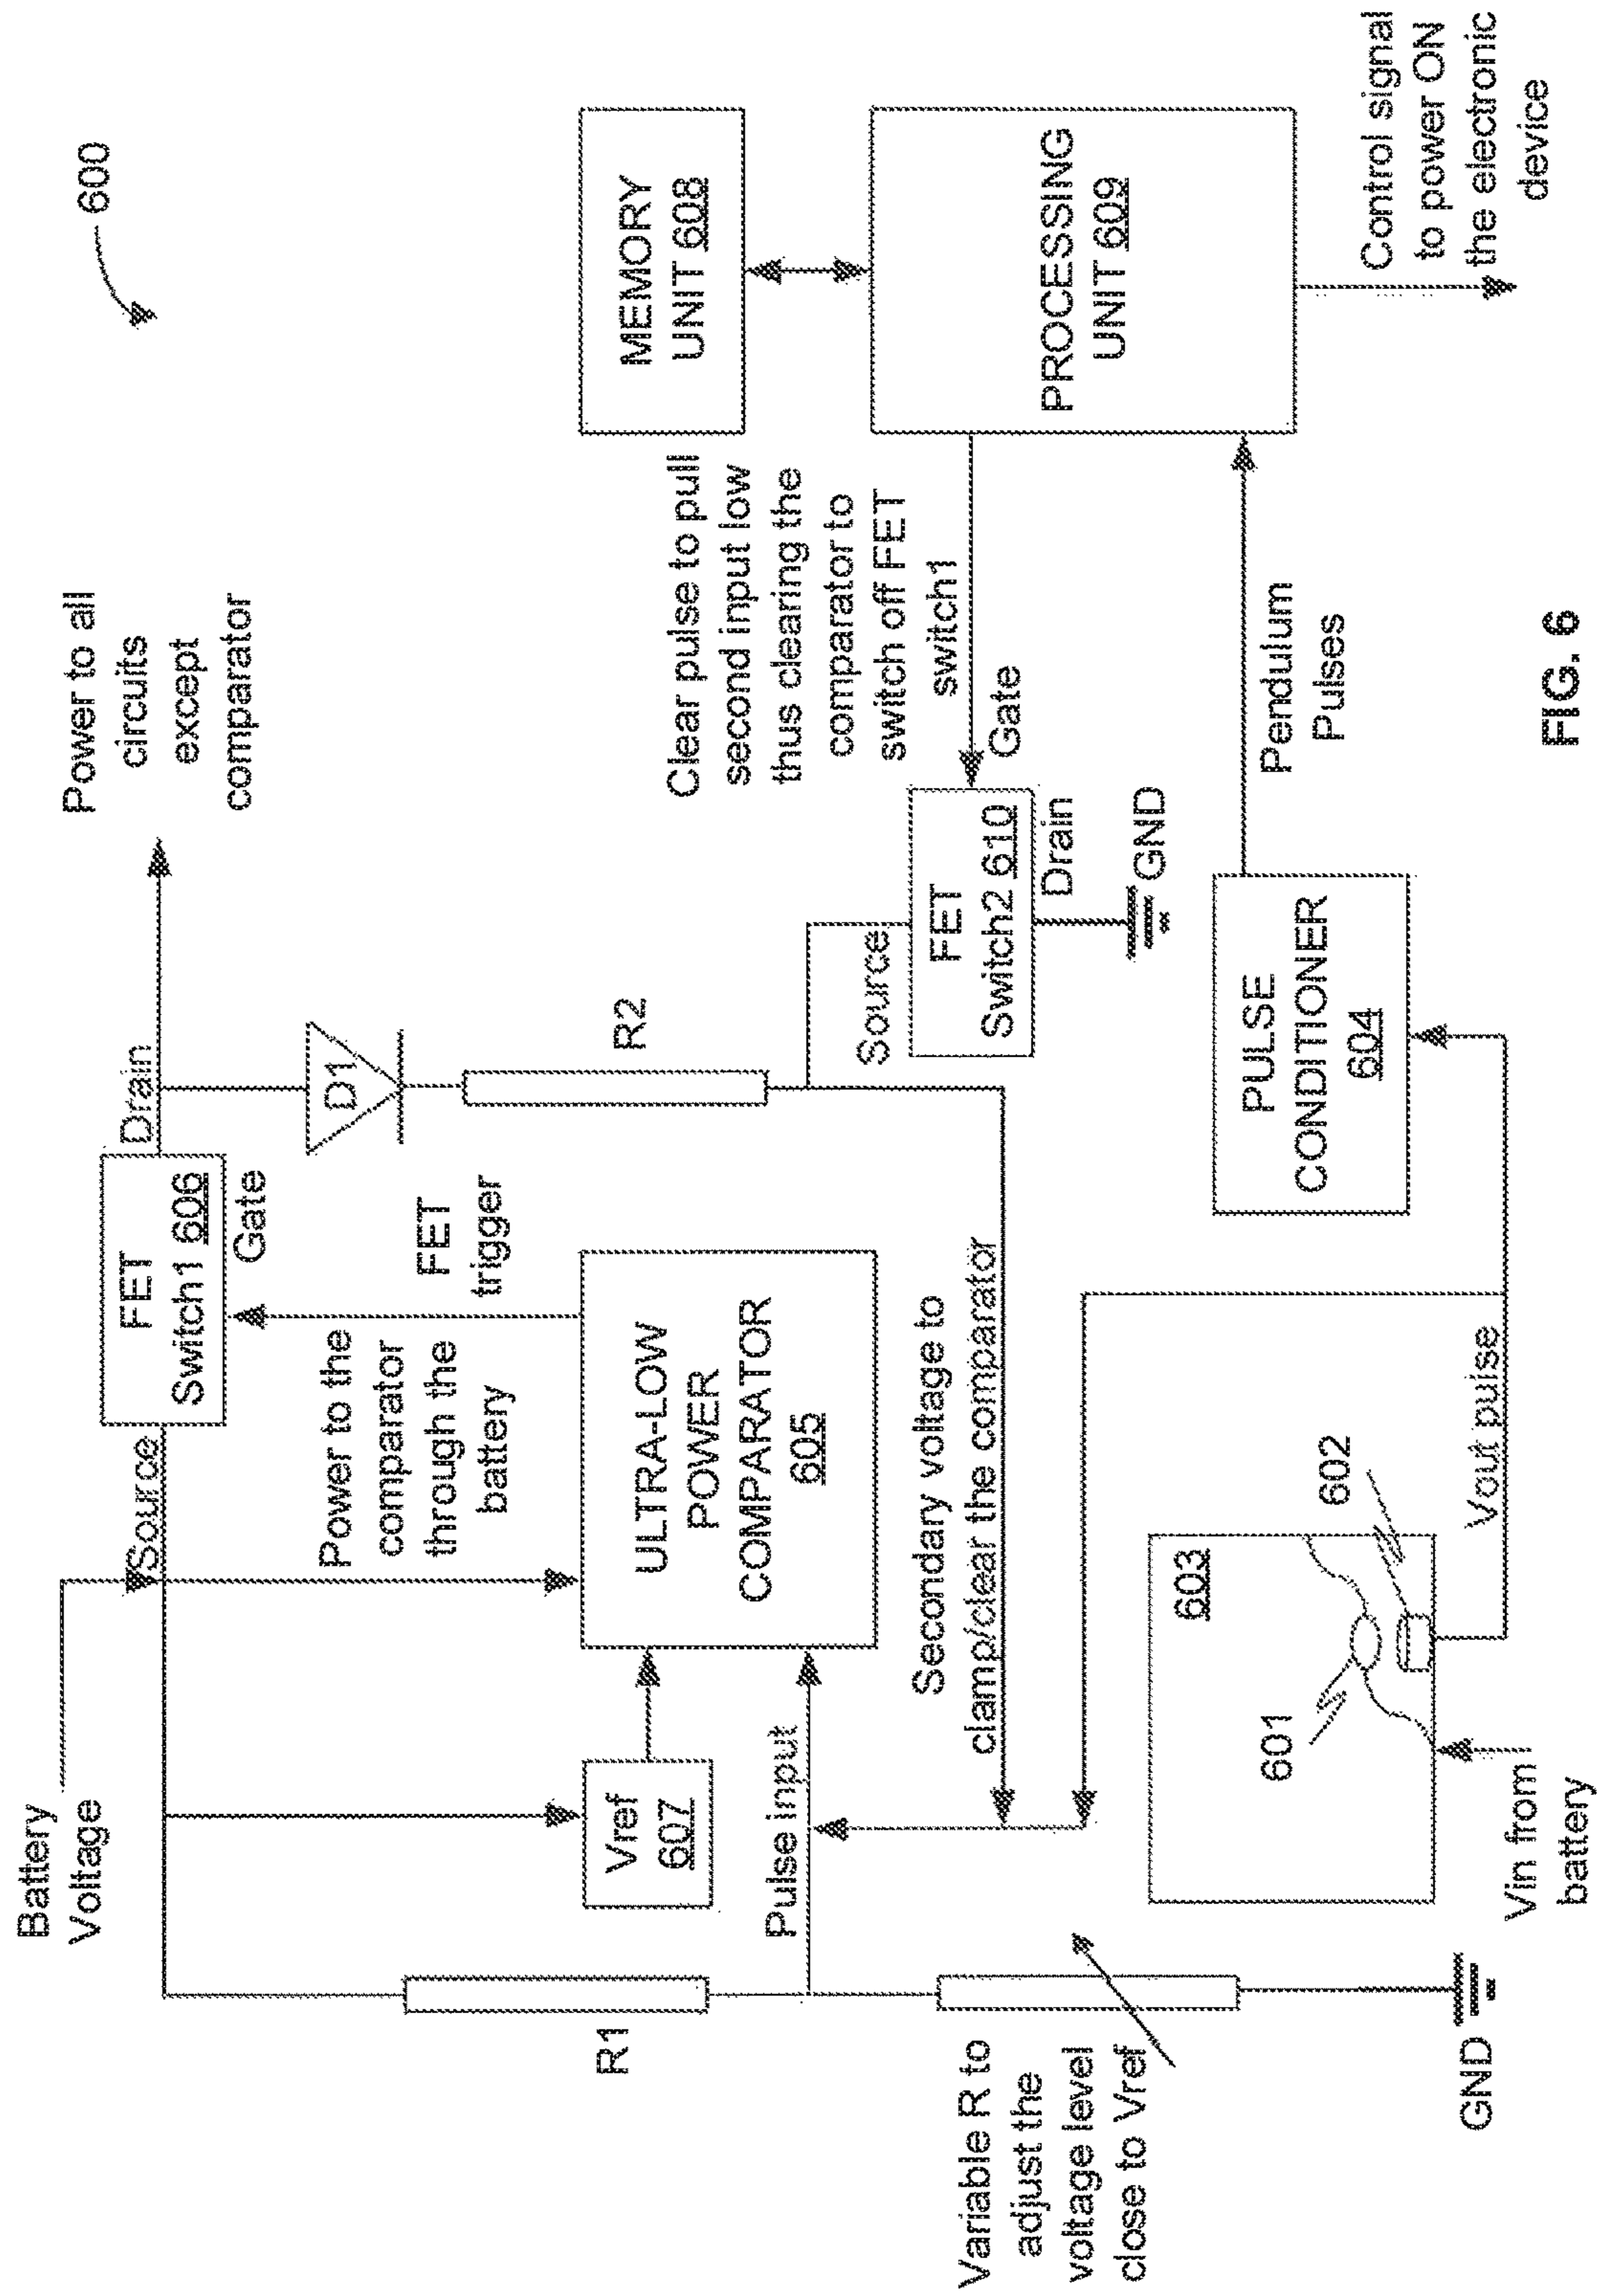 600
Battery
Voltage
Source
FET
Switch1 606
Drain
Gate
Power to all
circuits
except
comparator
Power to the
comparator
through the
battery
FET
trigger
D1
R2
R1
Vref
607
ULTRA-LOW
POWER
COMPARATOR
605
Pulse input
Clear pulse to pull
second input low
thus clearing the
comparator to
switch off FET
switch1
MEMORY
UNIT 608
PROCESSING
UNIT 609
Source
FET
Switch2 610
Gate
Drain
GND
Secondary voltage to
clamp/clear the comparator
Variable R to
adjust the
voltage level
close to Vref
GND
603
601
602
Vin from
battery
Vout pulse
PULSE
CONDITIONER
604
Pendulum
Pulses
Control signal
to power ON
the electronic
device
FIG. 6